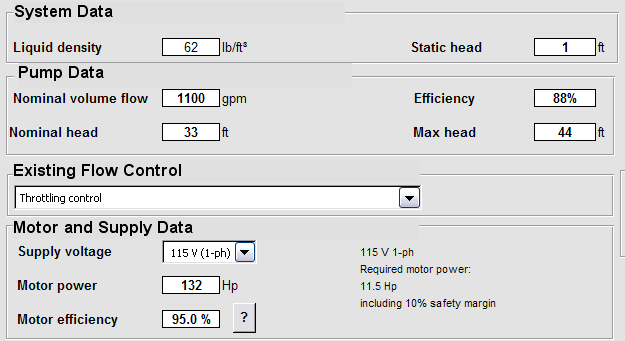 System Data
Liquid density 62 lb/ft³ Static head 1 ft
Pump Data
Nominal volume flow 1100 gpm Efficiency 88%
Nominal head 33 ft Max head 44 ft
Existing Flow Control
Throttling control
Motor and Supply Data
Supply voltage 115 V (1-ph) 115 V 1-ph
Required motor power:
Motor power 132 Hp 11.5 Hp
including 10% safety margin
Motor efficiency 95.0 % ?